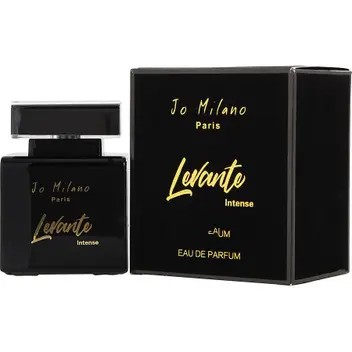 Jo Milano
Paris
Levante
Intense
Jo Milano
Paris
Levante
Intense
EAU DE PARFUM